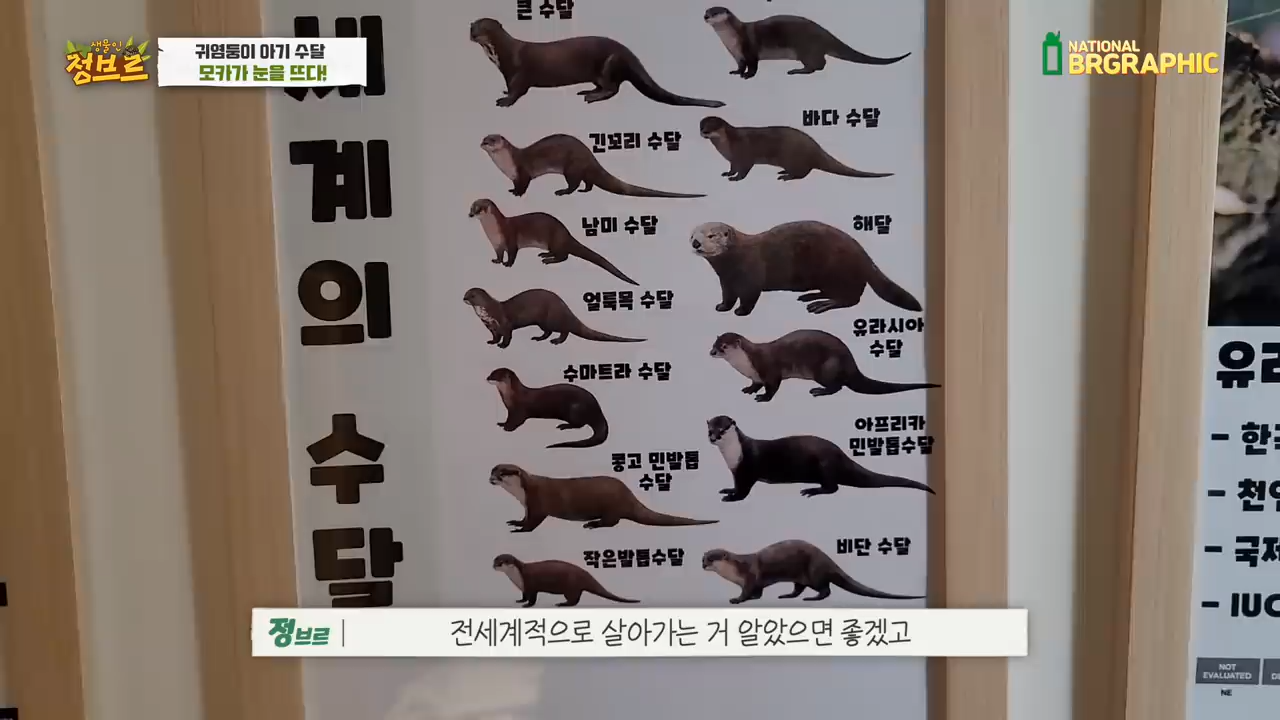 생물인
정브르
귀염둥이 아기 수달
모카가 눈을 뜨다!
NATIONAL
BRGRAPHIC
세계의 수달
큰 수달
긴꼬리 수달
바다 수달
남미 수달
해달
얼룩목 수달
유라시아
수달
수마트라 수달
아프리카
민발톱수달
콩고 민발톱
수달
작은발톱수달
비단 수달
유라
- 한국
- 천연
- 국제
- IUC
NOT
EVALUATED
NE
정브르
전세계적으로 살아가는 거 알았으면 좋겠고